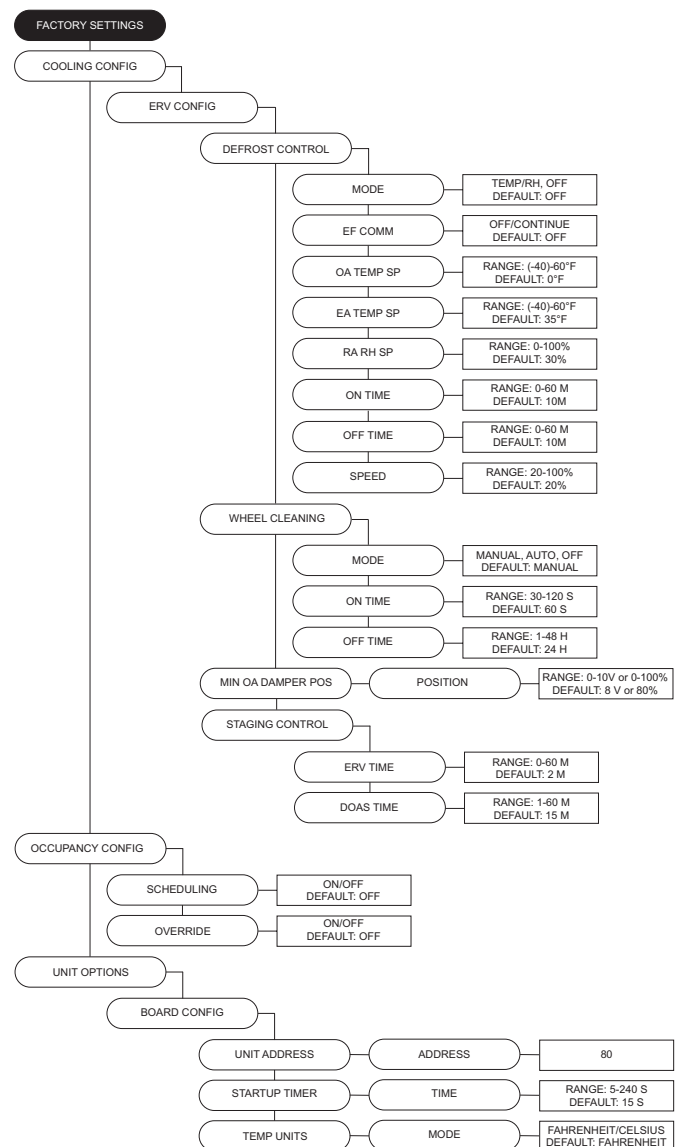 FACTORY SETTINGS
COOLING CONFIG
ERV CONFIG
DEFROST CONTROL
MODE
TEMP/RH, OFF
DEFAULT: OFF
EF COMM
OFF/CONTINUE
DEFAULT: OFF
OA TEMP SP
RANGE: (-40)-60°F
DEFAULT: 0°F
EA TEMP SP
RANGE: (-40)-60°F
DEFAULT: 35°F
RA RH SP
RANGE: 0-100%
DEFAULT: 30%
ON TIME
RANGE: 0-60 M
DEFAULT: 10M
OFF TIME
RANGE: 0-60 M
DEFAULT: 10M
SPEED
RANGE: 20-100%
DEFAULT: 20%
WHEEL CLEANING
MODE
MANUAL, AUTO, OFF
DEFAULT: MANUAL
ON TIME
RANGE: 30-120 S
DEFAULT: 60 S
OFF TIME
RANGE: 1-48 H
DEFAULT: 24 H
MIN OA DAMPER POS
POSITION
RANGE: 0-10V or 0-100%
DEFAULT: 8 V or 80%
STAGING CONTROL
ERV TIME
RANGE: 0-60 M
DEFAULT: 2 M
DOAS TIME
RANGE: 1-60 M
DEFAULT: 15 M
OCCUPANCY CONFIG
SCHEDULING
ON/OFF
DEFAULT: OFF
OVERRIDE
ON/OFF
DEFAULT: OFF
UNIT OPTIONS
BOARD CONFIG
UNIT ADDRESS
ADDRESS
80
STARTUP TIMER
TIME
RANGE: 5-240 S
DEFAULT: 15 S
TEMP UNITS
MODE
FAHRENHEIT/CELSIUS
DEFAULT: FAHRENHEIT